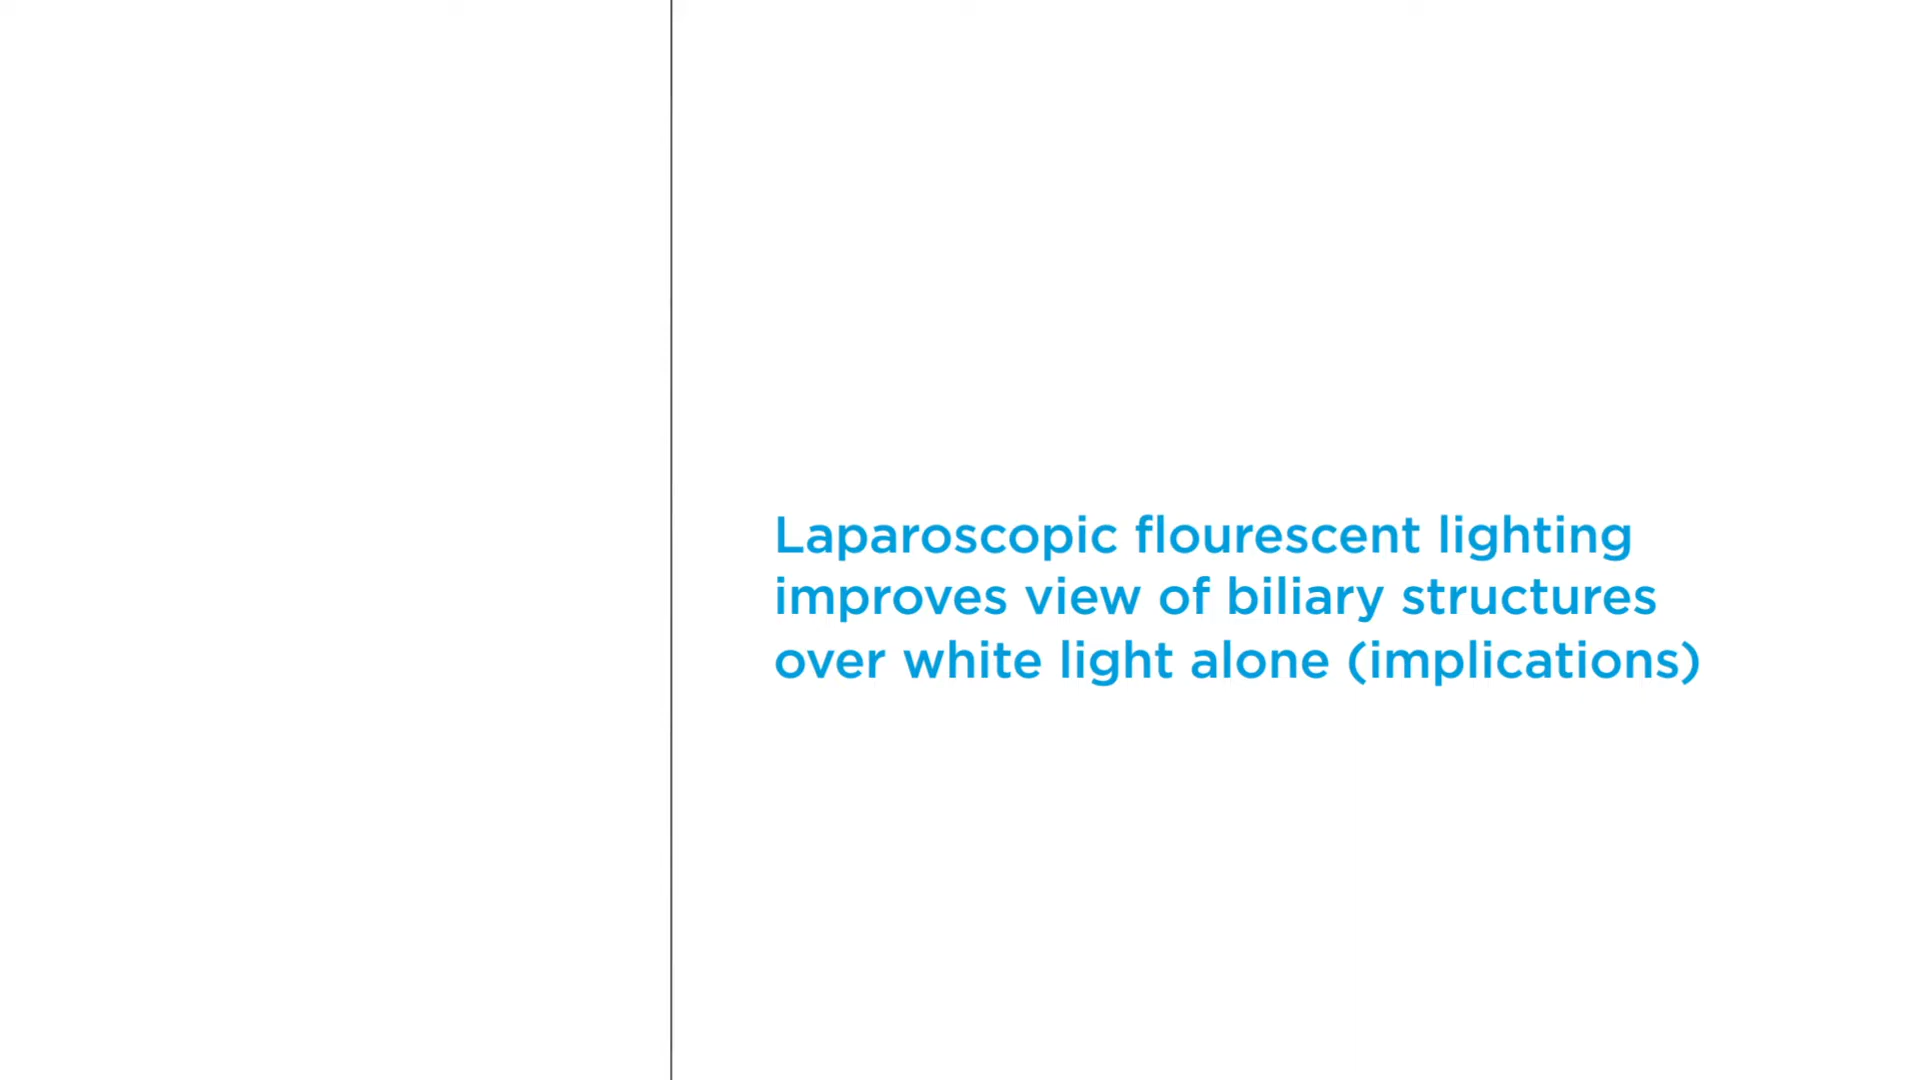 Laparoscopic flourescent lighting
improves view of biliary structures
over white light alone (implications)